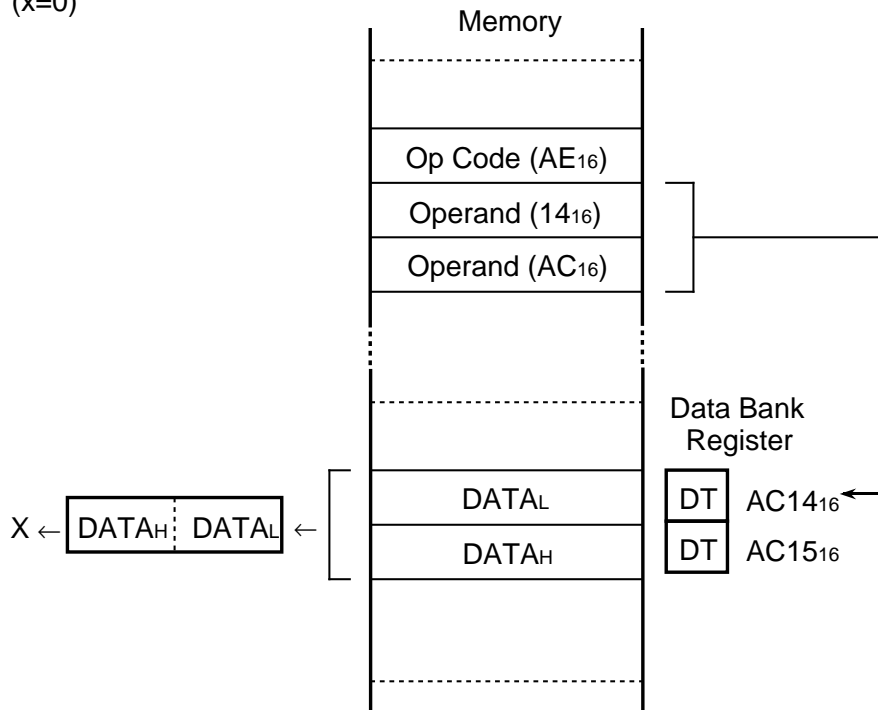 (x=0)
Memory
Op Code (AE16)
Operand (1416)
Operand (AC16)
Data Bank
Register
DATAL DT AC1416
X ← DATAH DATAL ←
DATAH DT AC1516